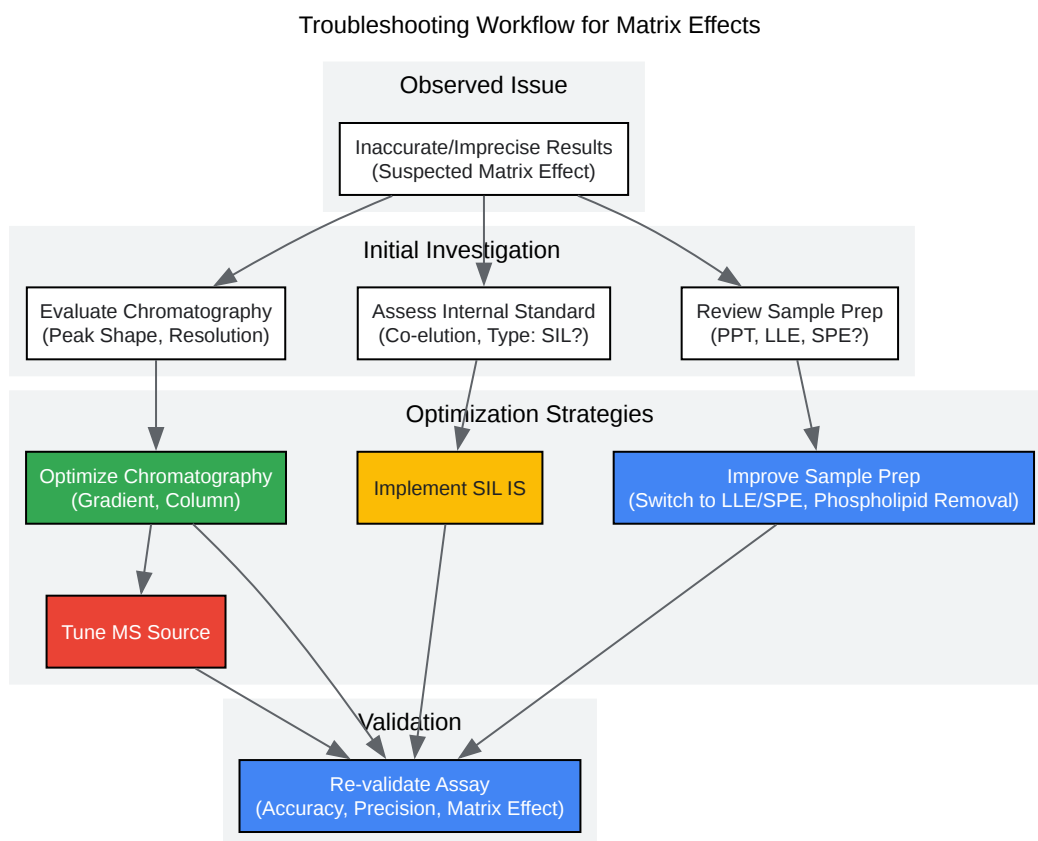 Troubleshooting Workflow for Matrix Effects
Observed Issue
Inaccurate/Imprecise Results
(Suspected Matrix Effect)
Initial Investigation
Evaluate Chromatography
(Peak Shape, Resolution)
Assess Internal Standard
(Co-elution, Type: SIL?)
Review Sample Prep
(PPT, LLE, SPE?)
Optimization Strategies
Optimize Chromatography
(Gradient, Column)
Implement SIL IS
Improve Sample Prep
(Switch to LLE/SPE, Phospholipid Removal)
Tune MS Source
Validation
Re-validate Assay
(Accuracy, Precision, Matrix Effect)